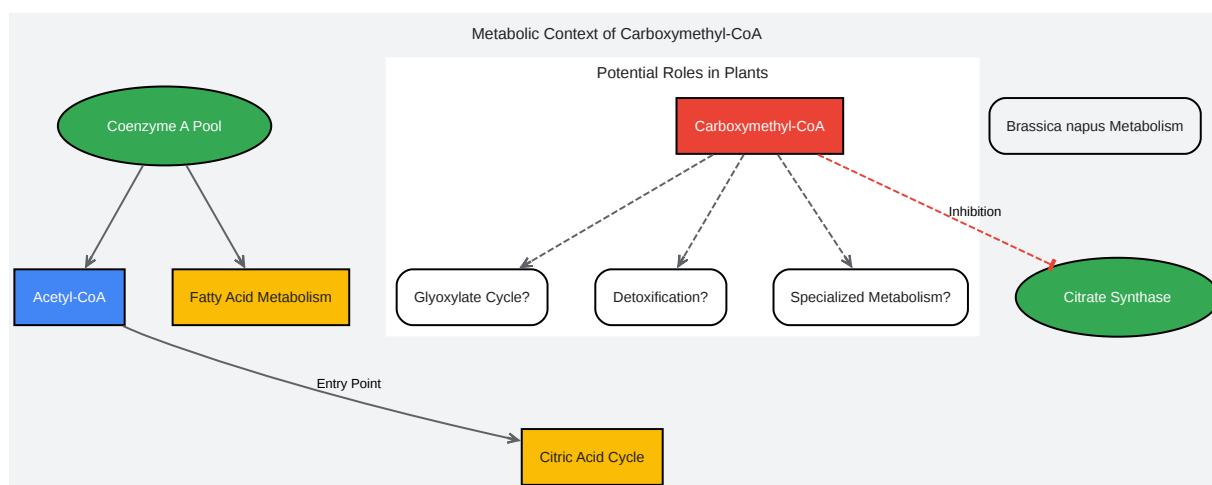 Metabolic Context of Carboxymethyl-CoA
Potential Roles in Plants
Coenzyme A Pool
Carboxymethyl-CoA
Brassica napus Metabolism
Inhibition
Acetyl-CoA
Fatty Acid Metabolism
Glyoxylate Cycle?
Detoxification?
Specialized Metabolism?
Citrate Synthase
Entry Point
Citric Acid Cycle